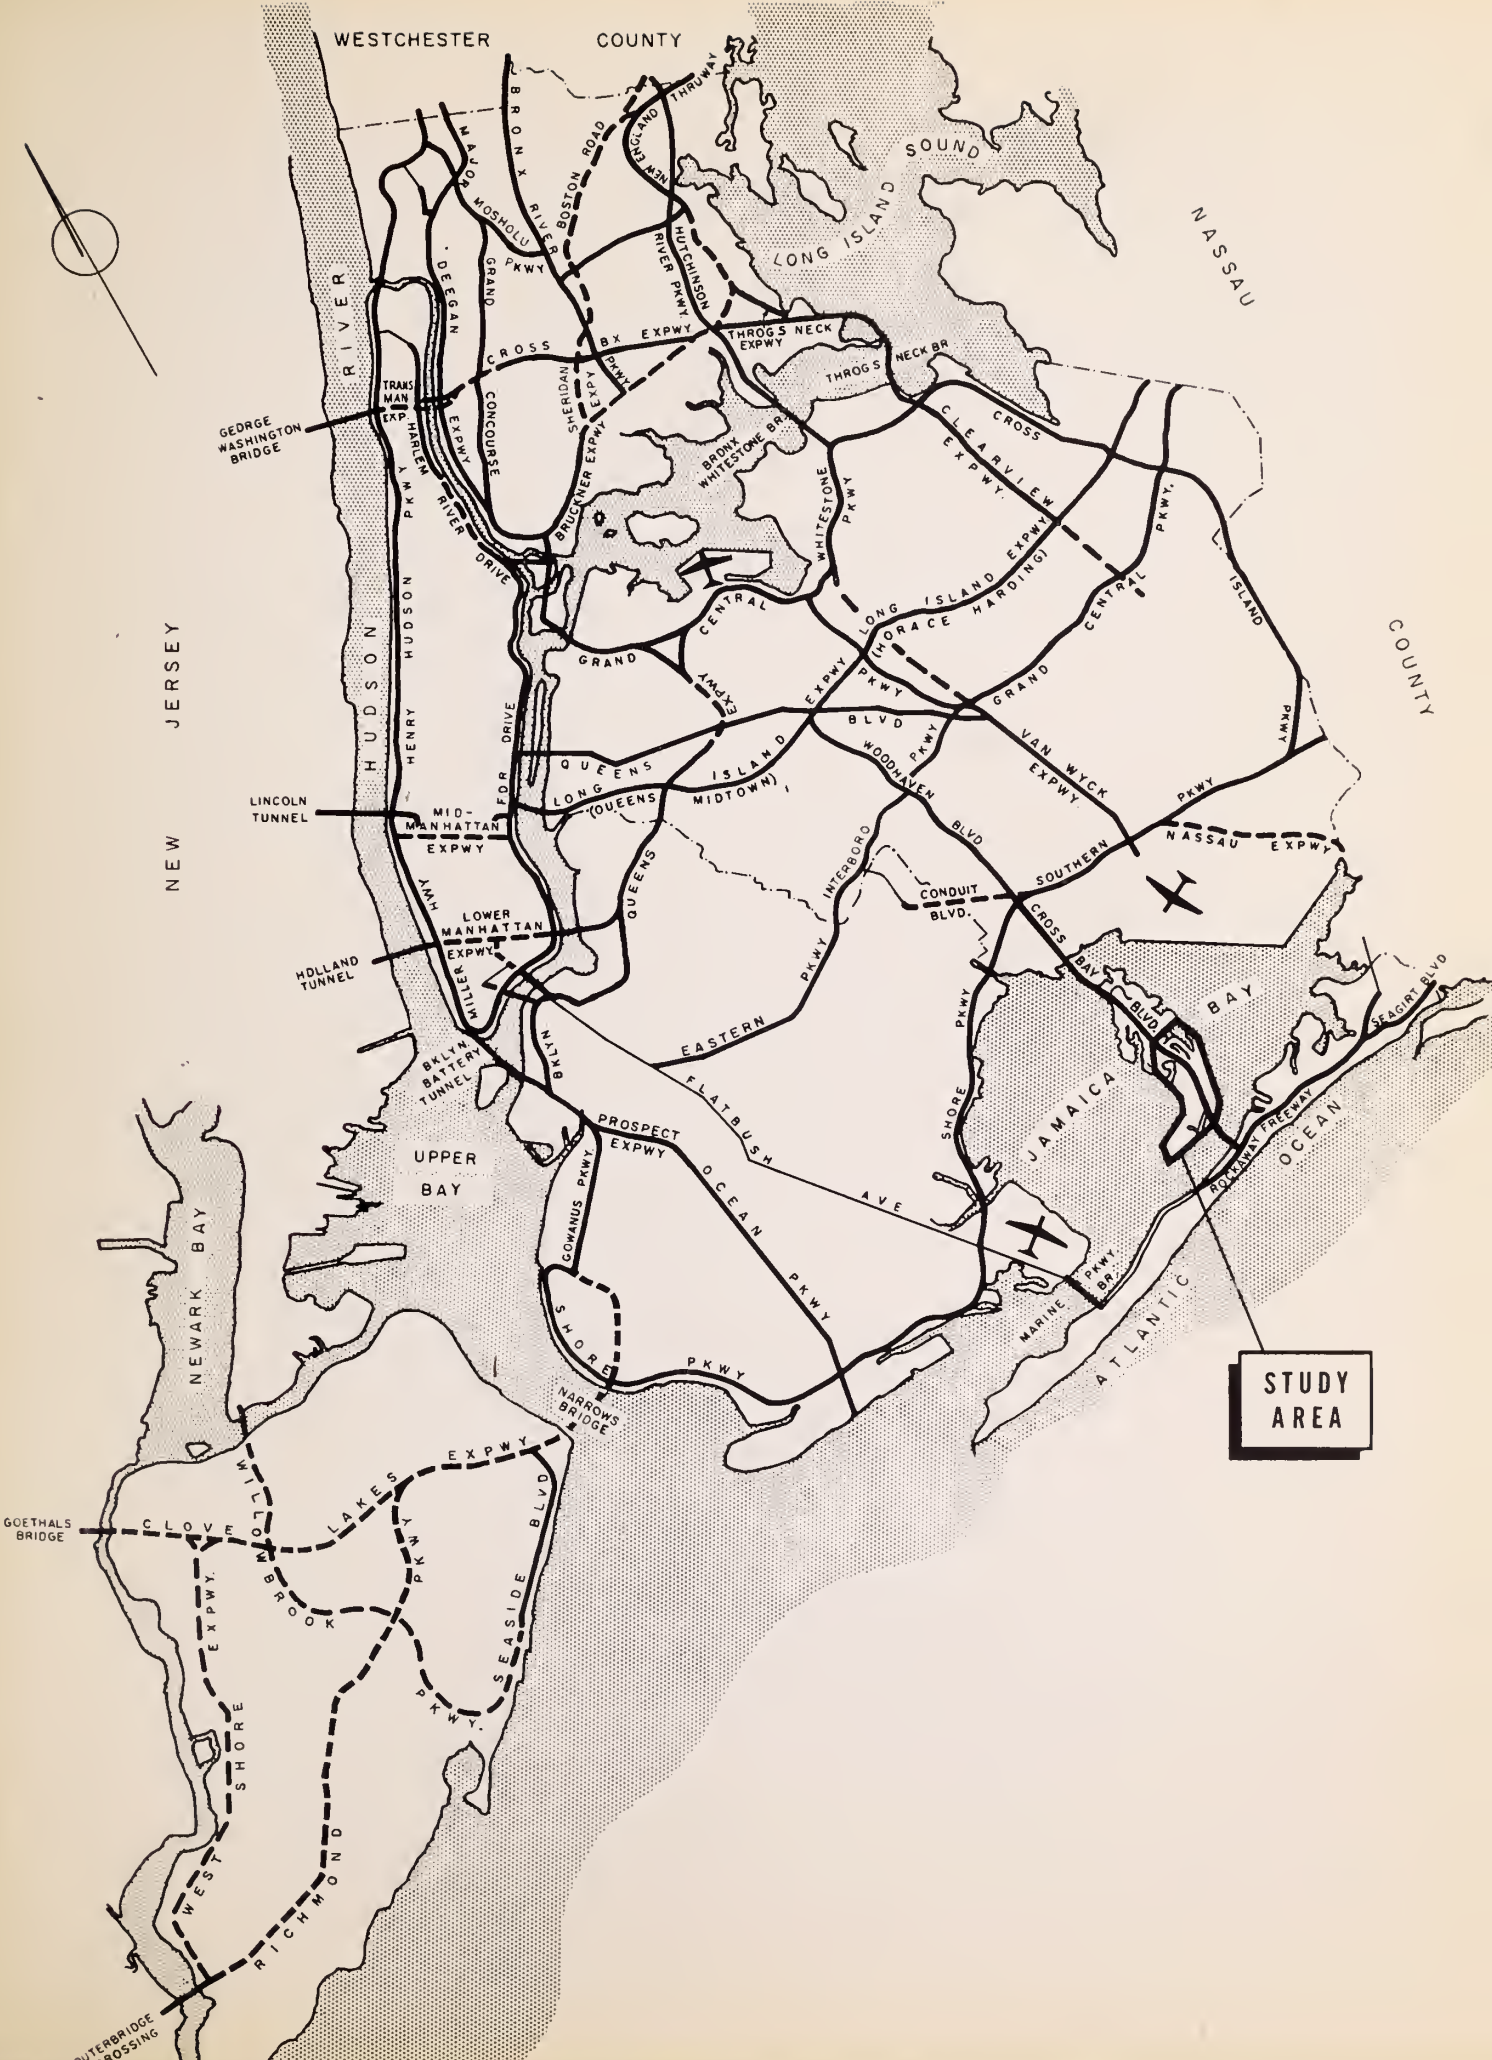 WESTCHESTER COUNTY
MAJOR
DEEGAN
EXPWY
BRONX RIVER
PKWY
MOSHOLU
PKWY
GRAND
CONCOURSE
BOSTON ROAD
NEW ENGLAND THRUWAY
HUTCHINSON
RIVER PKWY.
CROSS BX EXPWY
THROGS NECK
EXPWY
THROGS NECK BR
SHERIDAN
EXPY
BRUCKNER EXPWY
BRONX
WHITESTONE BR.
LONG ISLAND
SOUND
NASSAU
COUNTY
HUDSON RIVER
TRANS
MAN
EXP.
GEORGE
WASHINGTON
BRIDGE
HARLEM
RIVER
DRIVE
HENRY HUDSON PKWY
NEW JERSEY
FDR DRIVE
WHITESTONE
PKWY
CLEARVIEW
EXPWY.
CROSS
ISLAND
PKWY
LONG ISLAND EXPWY.
(HORACE HARDING)
GRAND
CENTRAL
PKWY
GRAND
CENTRAL
PKWY.
EXPWY
QUEENS
BLVD
LONG ISLAND
EXPWY
(QUEENS MIDTOWN)
QUEENS
VAN WYCK
EXPWY
WOODHAVEN
BLVD
INTERBORO
PKWY
LINCOLN
TUNNEL
MID-
MANHATTAN
EXPWY
HWY
MILLER
LOWER
MANHATTAN
EXPWY
HOLLAND
TUNNEL
SOUTHERN
PKWY
NASSAU EXPWY
CONDUIT
BLVD.
CROSS
BAY
BLVD.
JAMAICA BAY
SEAGIRT BLVD
ROCKAWAY FREEWAY
ATLANTIC OCEAN
EASTERN
PKWY
BKLYN
BATTERY
TUNNEL
BKLYN
FLATBUSH AVE
PROSPECT
EXPWY
OCEAN PKWY
GOWANUS PKWY
SHORE
PKWY
SHORE
PKWY
MARINE PKWY
BR.
UPPER
BAY
NEWARK BAY
NARROWS
BRIDGE
STUDY
AREA
GOETHALS
BRIDGE
CLOVE LAKES EXPWY
WILLOWBROOK
PKWY.
SEASIDE BLVD
WEST SHORE EXPWY.
RICHMOND
PKWY